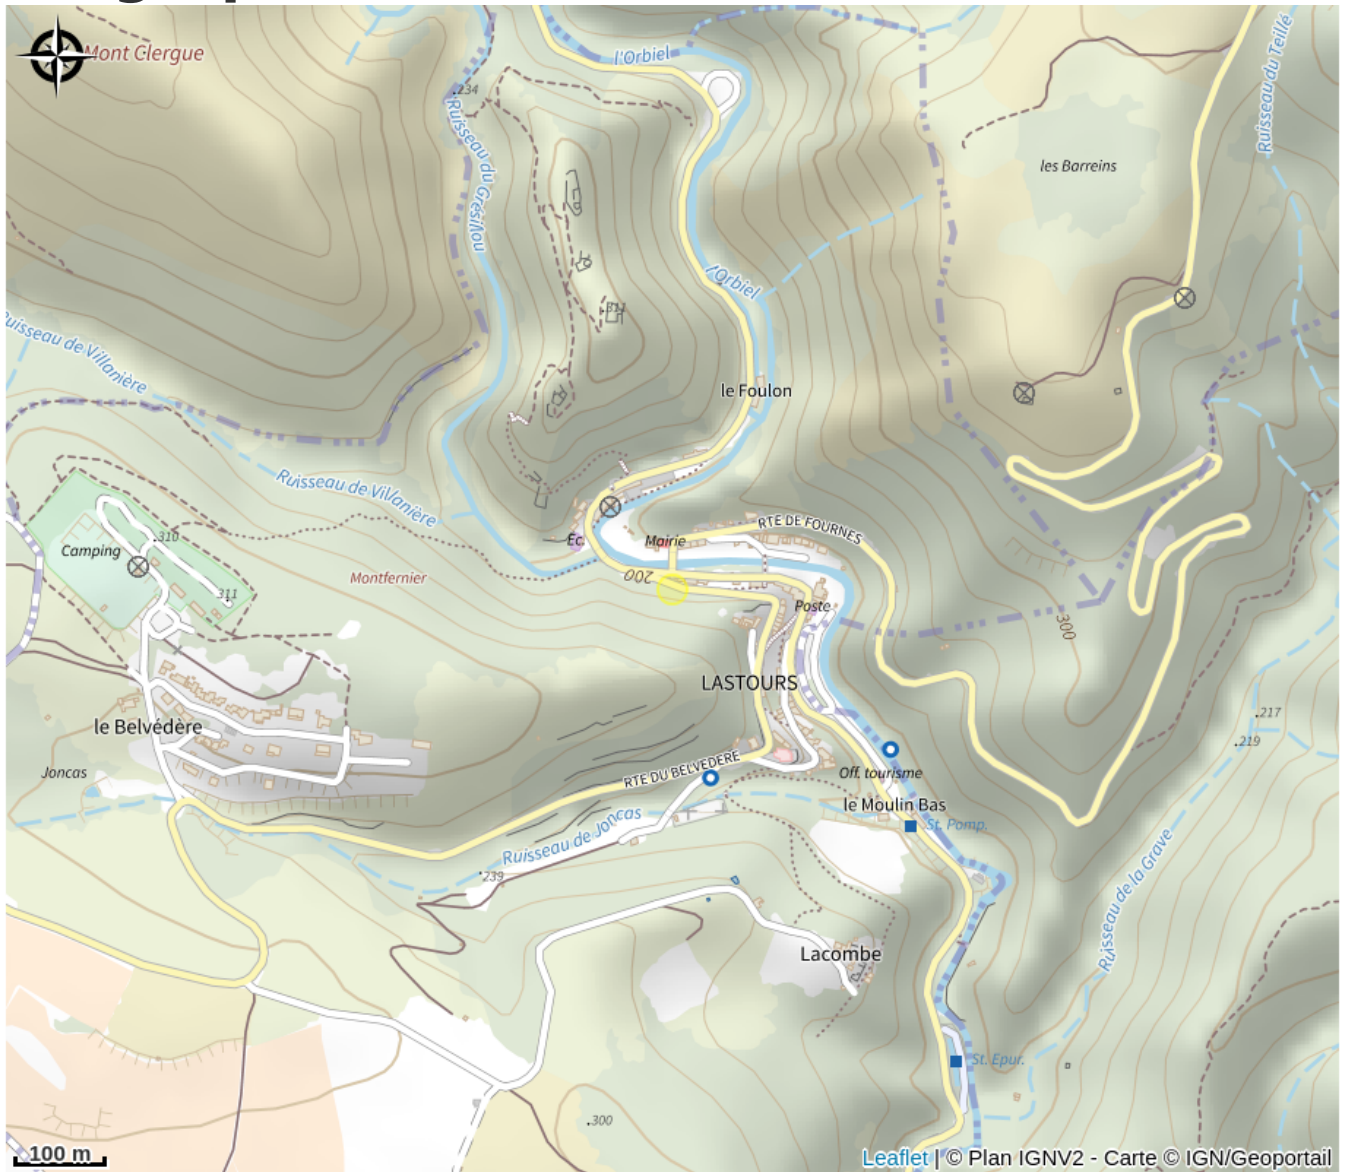 Mont Clergue
l'Orbiel
Ruisseau du Teillé
.234
Ruisseau du Grésillou
les Barreins
l'Orbiel
.311
Ruisseau de Villanière
le Foulon
Ruisseau de Villanière
Camping
.310
.311
Montfernier
Éc.
Mairie
RTE DE FOURNES
200
Poste
300
LASTOURS
le Belvédère
Joncas
RTE DU BELVEDERE
.217
.219
Off. tourisme
le Moulin Bas
St. Pomp.
Ruisseau de Joncas
.239
Ruisseau de la Grave
Lacombe
St. Epur.
.300
100 m
Leaflet | © Plan IGNV2 - Carte © IGN/Geoportail